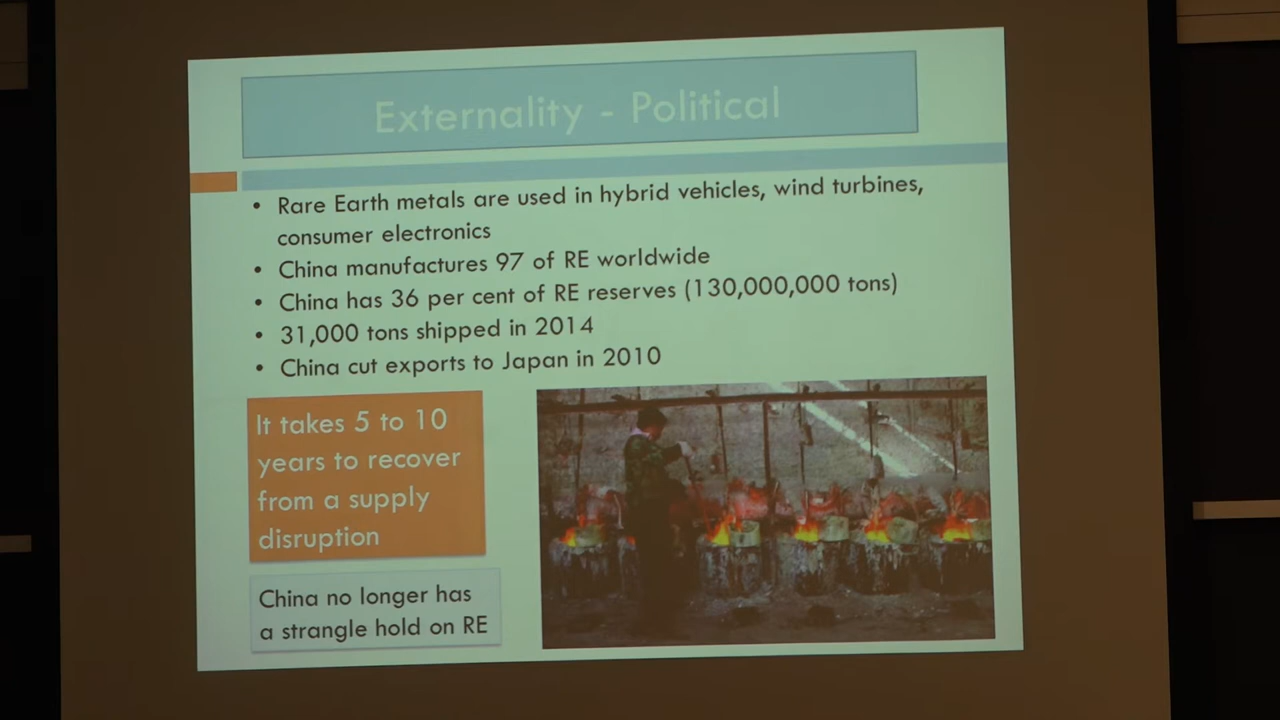 Externality - Political
• Rare Earth metals are used in hybrid vehicles, wind turbines,
consumer electronics
• China manufactures 97 of RE worldwide
• China has 36 per cent of RE reserves (130,000,000 tons)
• 31,000 tons shipped in 2014
• China cut exports to Japan in 2010
It takes 5 to 10
years to recover
from a supply
disruption
China no longer has
a strangle hold on RE